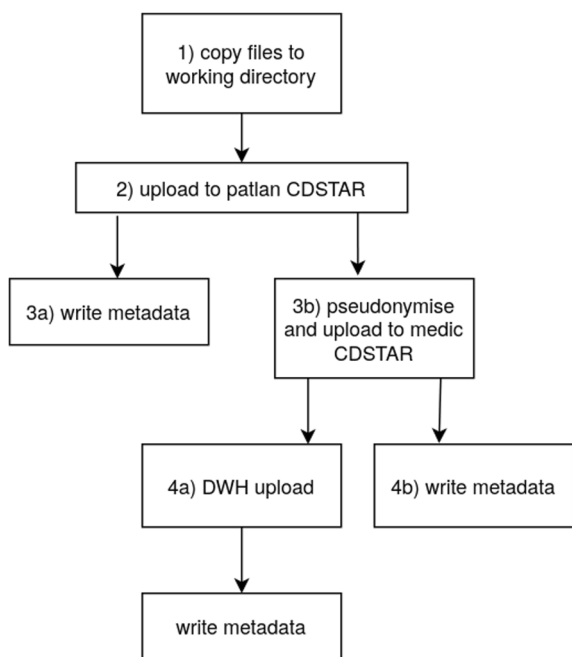 1) copy files to
working directory
2) upload to patlan CDSTAR
3a) write metadata
3b) pseudonymise
and upload to medic
CDSTAR
4a) DWH upload
4b) write metadata
write metadata